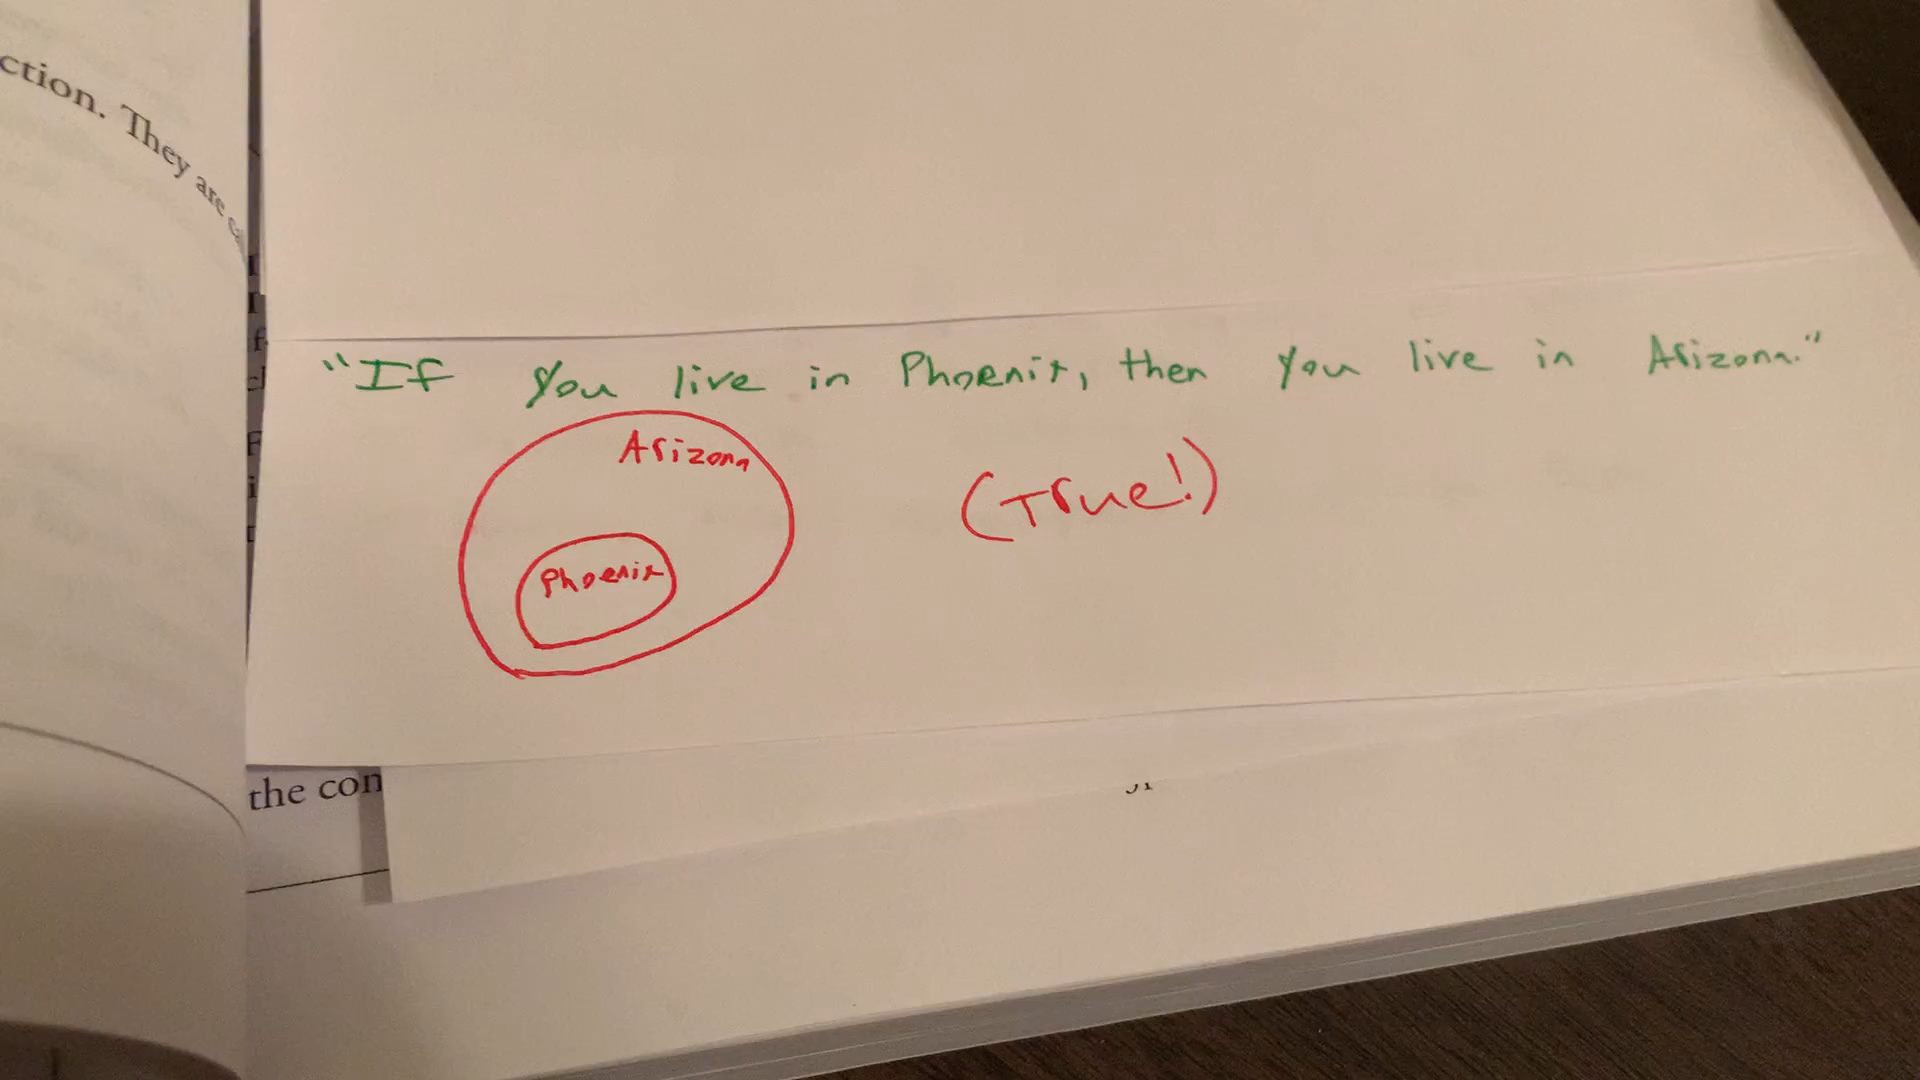 ction. They are
"If you live in Phoenix, then you live in Arizona."
Arizona
(True!)
Phoenix
the con